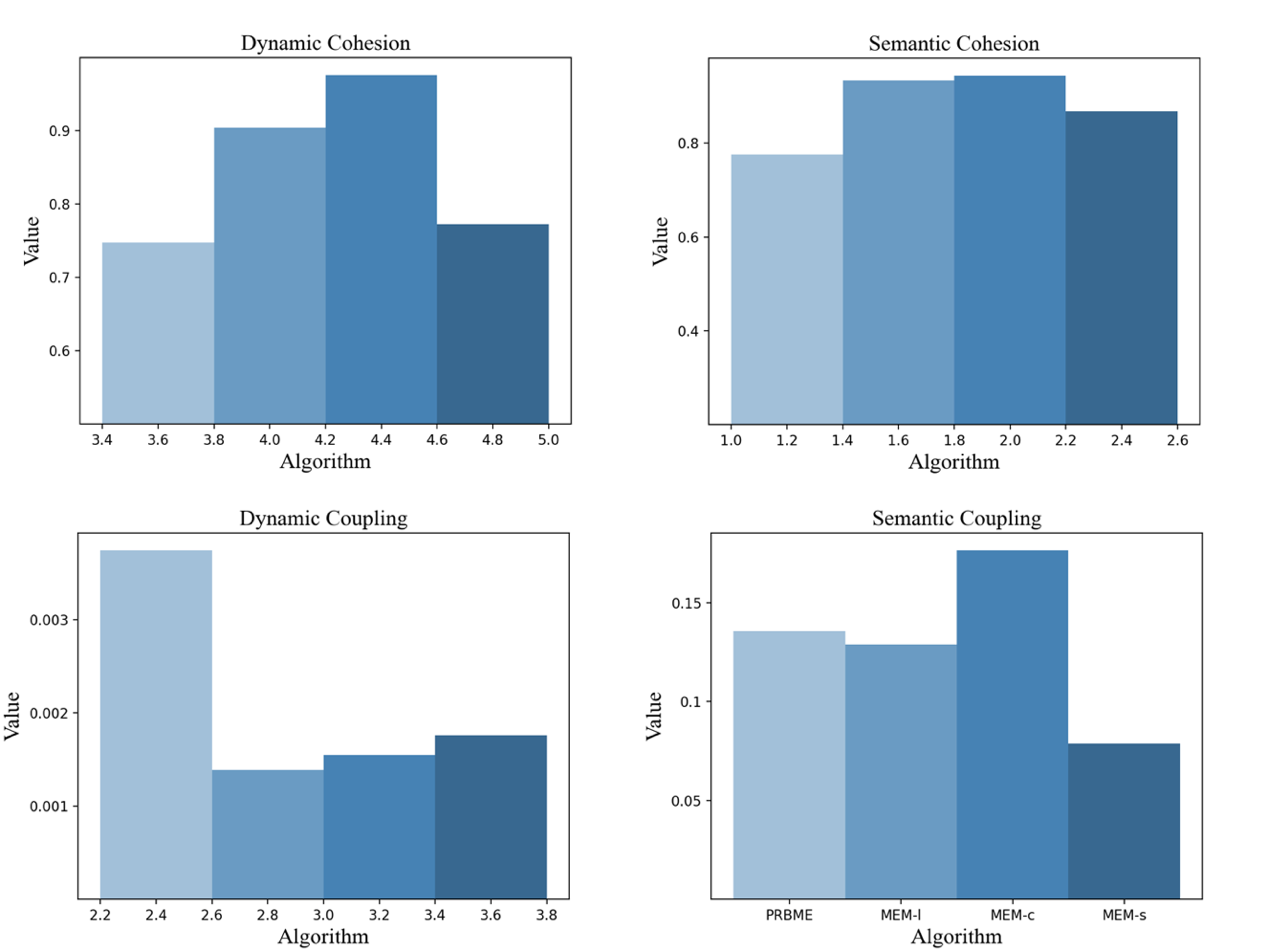 Dynamic Cohesion
Value
0.9
0.8
0.7
0.6
3.4 3.6 3.8 4.0 4.2 4.4 4.6 4.8 5.0
Algorithm
Semantic Cohesion
Value
0.8
0.6
0.4
1.0 1.2 1.4 1.6 1.8 2.0 2.2 2.4 2.6
Algorithm
Dynamic Coupling
Value
0.003
0.002
0.001
2.2 2.4 2.6 2.8 3.0 3.2 3.4 3.6 3.8
Algorithm
Semantic Coupling
Value
0.15
0.1
0.05
PRBME MEM-l MEM-c MEM-s
Algorithm